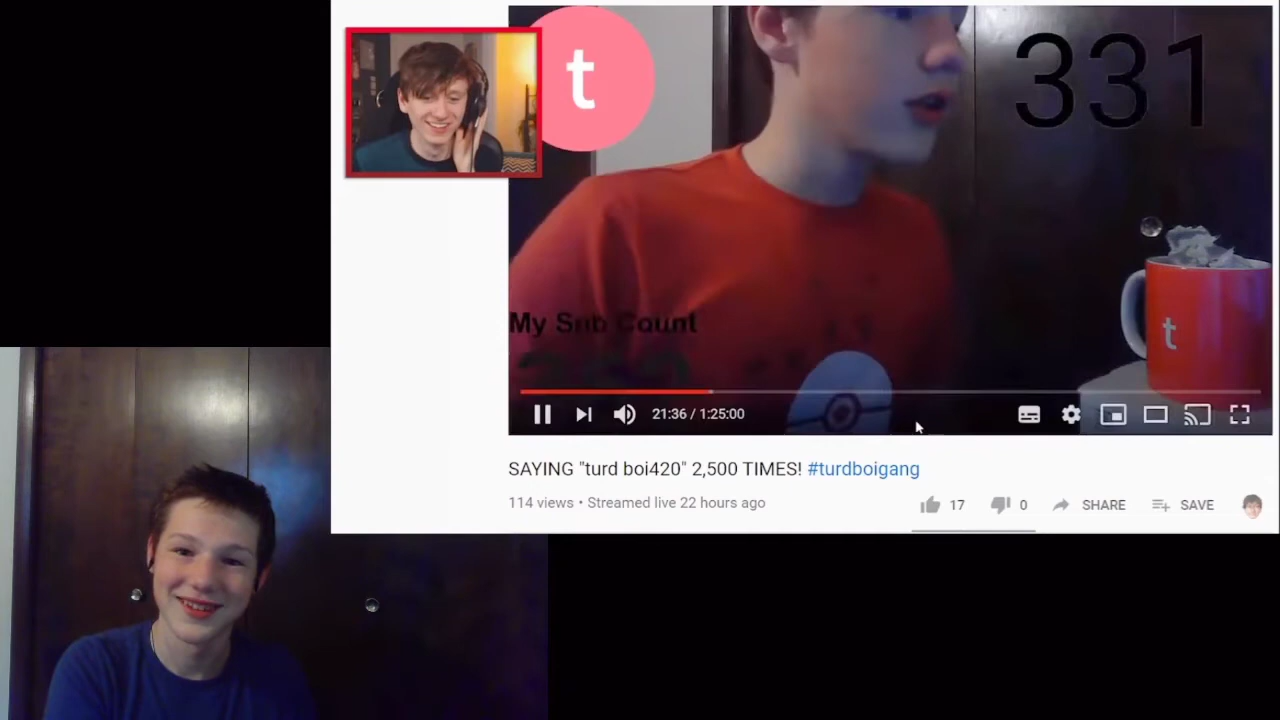 t
331
My Sub Count
t
21:36 / 1:25:00
SAYING "turd boi420" 2,500 TIMES! #turdboigang
114 views • Streamed live 22 hours ago
17
0
SHARE
SAVE